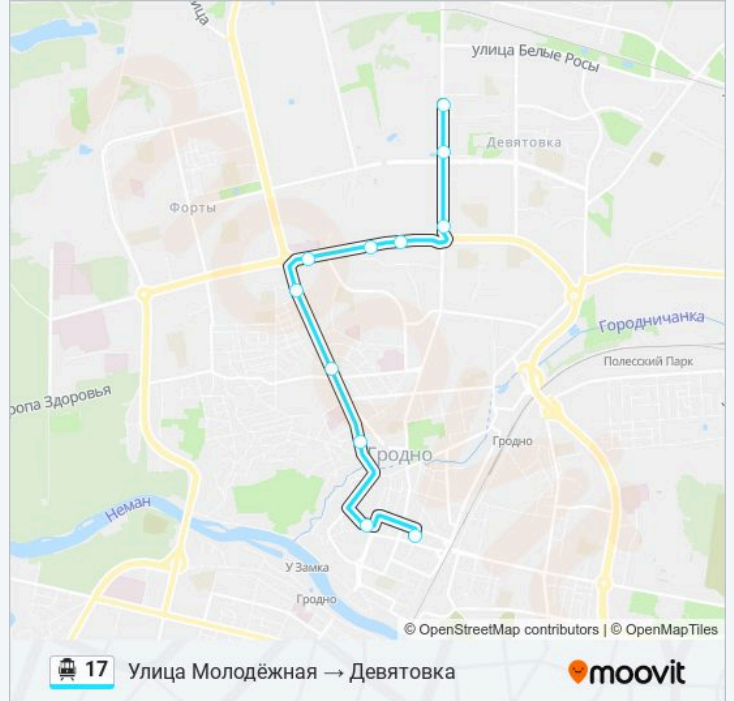 улица
улица Белые Росы
Девятовка
Форты
Городничанка
Полесский Парк
ропа Здоровья
Гродно
Гродно
Неман
У Замка
Гродно
© OpenStreetMap contributors | © OpenMapTiles
17 Улица Молодёжная → Девятовка moovit